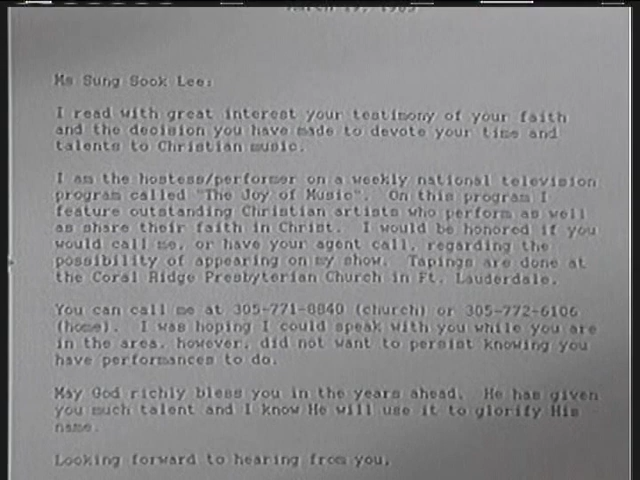 Ms Sung Sook Lee:
I read with great interest your testimony of your faith
and the decision you have made to devote your time and
talents to Christian music.
I am the hostess/performer on a weekly national television
program called "The Joy of Music". On this program I
feature outstanding Christian artists who perform as well
as share their faith in Christ. I would be honored if you
would call me, or have your agent call, regarding the
possibility of appearing on my show. Tapings are done at
the Coral Ridge Presbyterian Church in Ft. Lauderdale.
You can call me at 305-771-8840 (church) or 305-772-6106
(home). I was hoping I could speak with you while you are
in the area, however, did not want to persist knowing you
have performances to do.
May God richly bless you in the years ahead. He has given
you much talent and I know He will use it to glorify His
name.
Looking forward to hearing from you,